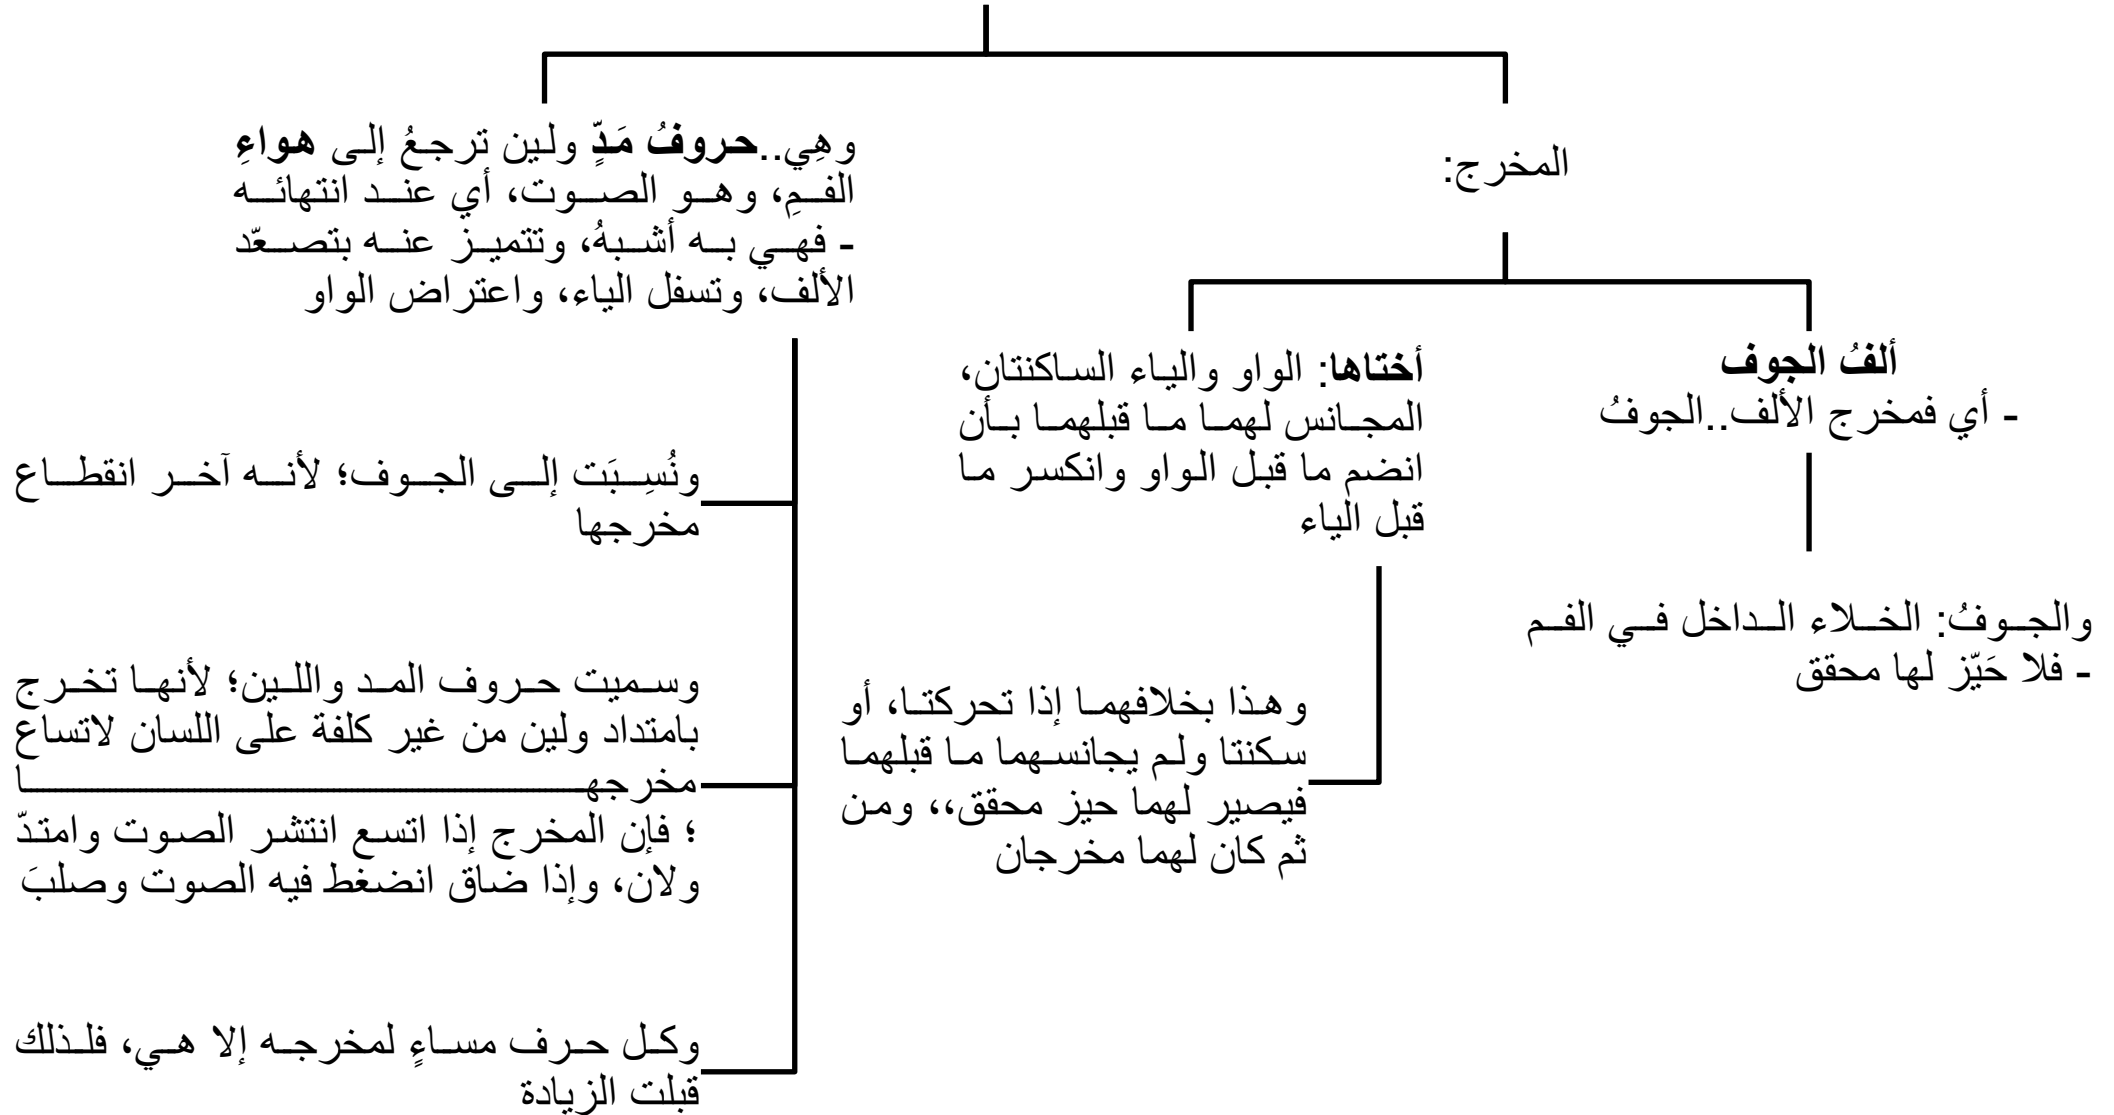 المخرج:
ألفُ الجوف
- أي فمخرج الألف..الجوفُ
والجوفُ: الخلاء الداخل في الفم
- فلا حَيّز لها محقق
أختاها: الواو والياء الساكنتان،
المجانس لهما ما قبلهما بأن
انضم ما قبل الواو وانكسر ما
قبل الياء
وهذا بخلافهما إذا تحركتا، أو
سكنتا ولم يجانسهما ما قبلهما
فيصير لهما حيز محقق،، ومن
ثم كان لهما مخرجان
وهِي..حروفُ مَدٍّ ولين ترجعُ إلى هواءِ
الفمِ، وهو الصوت، أي عند انتهائه
- فهي به أشبهُ، وتتميز عنه بتصعّد
الألف، وتسفل الياء، واعتراض الواو
ونُسِبَت إلى الجوف؛ لأنه آخر انقطاع
مخرجها
وسميت حروف المد واللين؛ لأنها تخرج
بامتداد ولين من غير كلفة على اللسان لاتساع
مخرجها
؛ فإن المخرج إذا اتسع انتشر الصوت وامتدّ
ولان، وإذا ضاق انضغط فيه الصوت وصلبَ
وكل حرف مساءٍ لمخرجه إلا هي، فلذلك
قبلت الزيادة